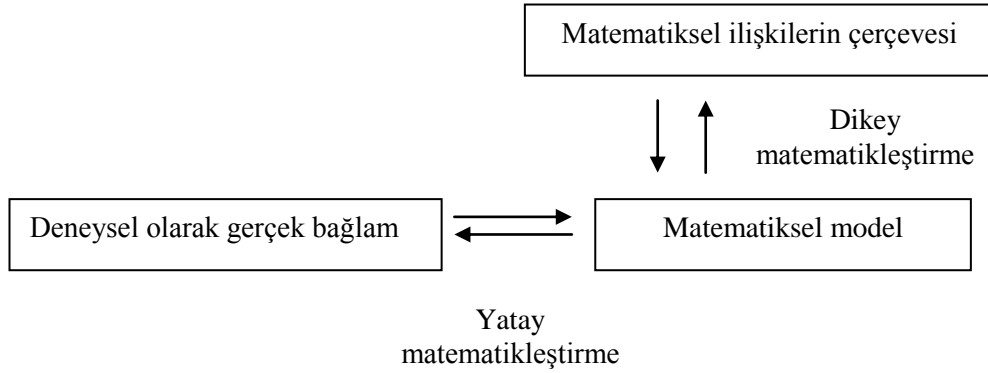 Matematiksel ilişkilerin çerçevesi
Dikey
matematikleştirme
Deneysel olarak gerçek bağlam
Matematiksel model
Yatay
matematikleştirme